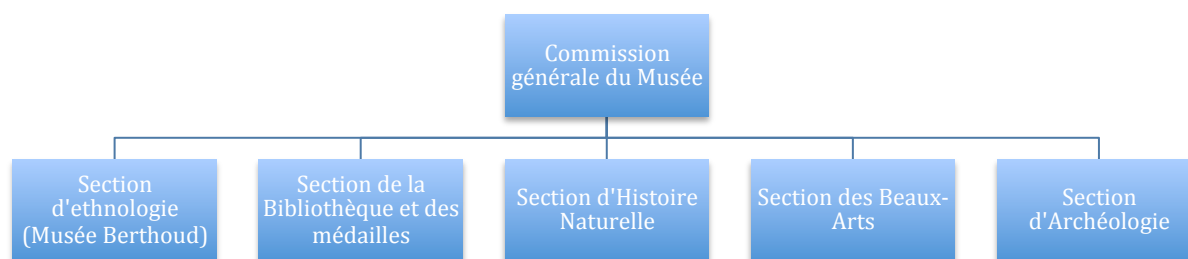 Commission
générale du Musée
Section
d'ethnologie
(Musée Berthoud)
Section de la
Bibliothèque et des
médailles
Section d'Histoire
Naturelle
Section des Beaux-
Arts
Section
d'Archéologie